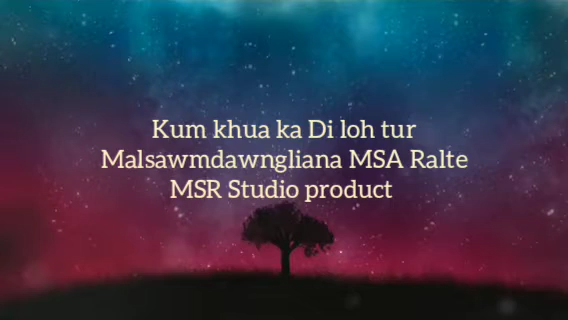 Kum khua ka Di loh tur
Malsawmdawngliana MSA Ralte
MSR Studio product